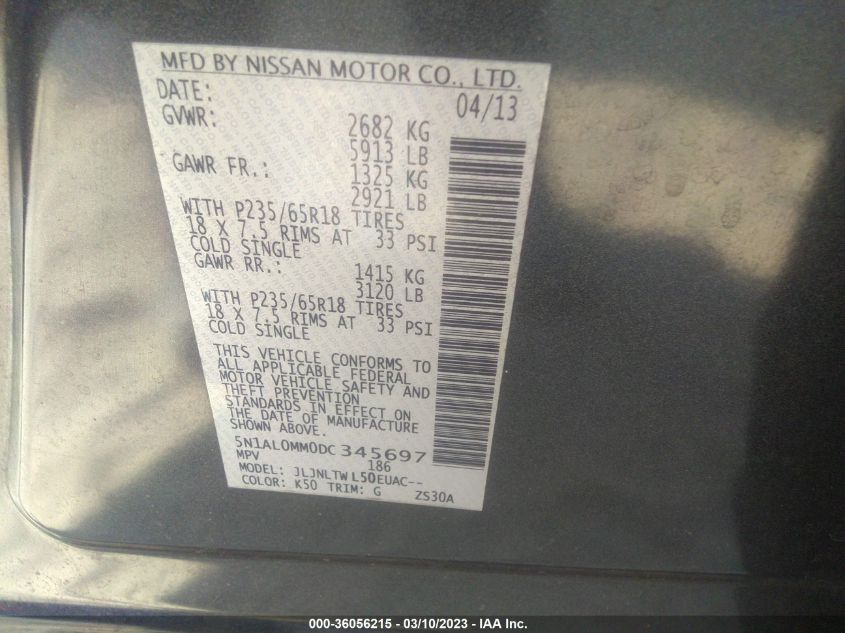 MFD BY NISSAN MOTOR CO., LTD.
DATE: 04/13
GVWR: 2682 KG
5913 LB
GAWR FR.: 1325 KG
2921 LB
WITH P235/65R18 TIRES
18 X 7.5 RIMS AT 33 PSI
COLD SINGLE
GAWR RR.: 1415 KG
3120 LB
WITH P235/65R18 TIRES
18 X 7.5 RIMS AT 33 PSI
COLD SINGLE
THIS VEHICLE CONFORMS TO
ALL APPLICABLE FEDERAL
MOTOR VEHICLE SAFETY AND
THEFT PREVENTION
STANDARDS IN EFFECT ON
THE DATE OF MANUFACTURE
SHOWN ABOVE.
5N1AL0MM0DC345697
MPV 186
MODEL: JLJNLTWL50EUAC--
COLOR: K50 TRIM: G ZS30A
000-36056215 - 03/10/2023 - IAA Inc.